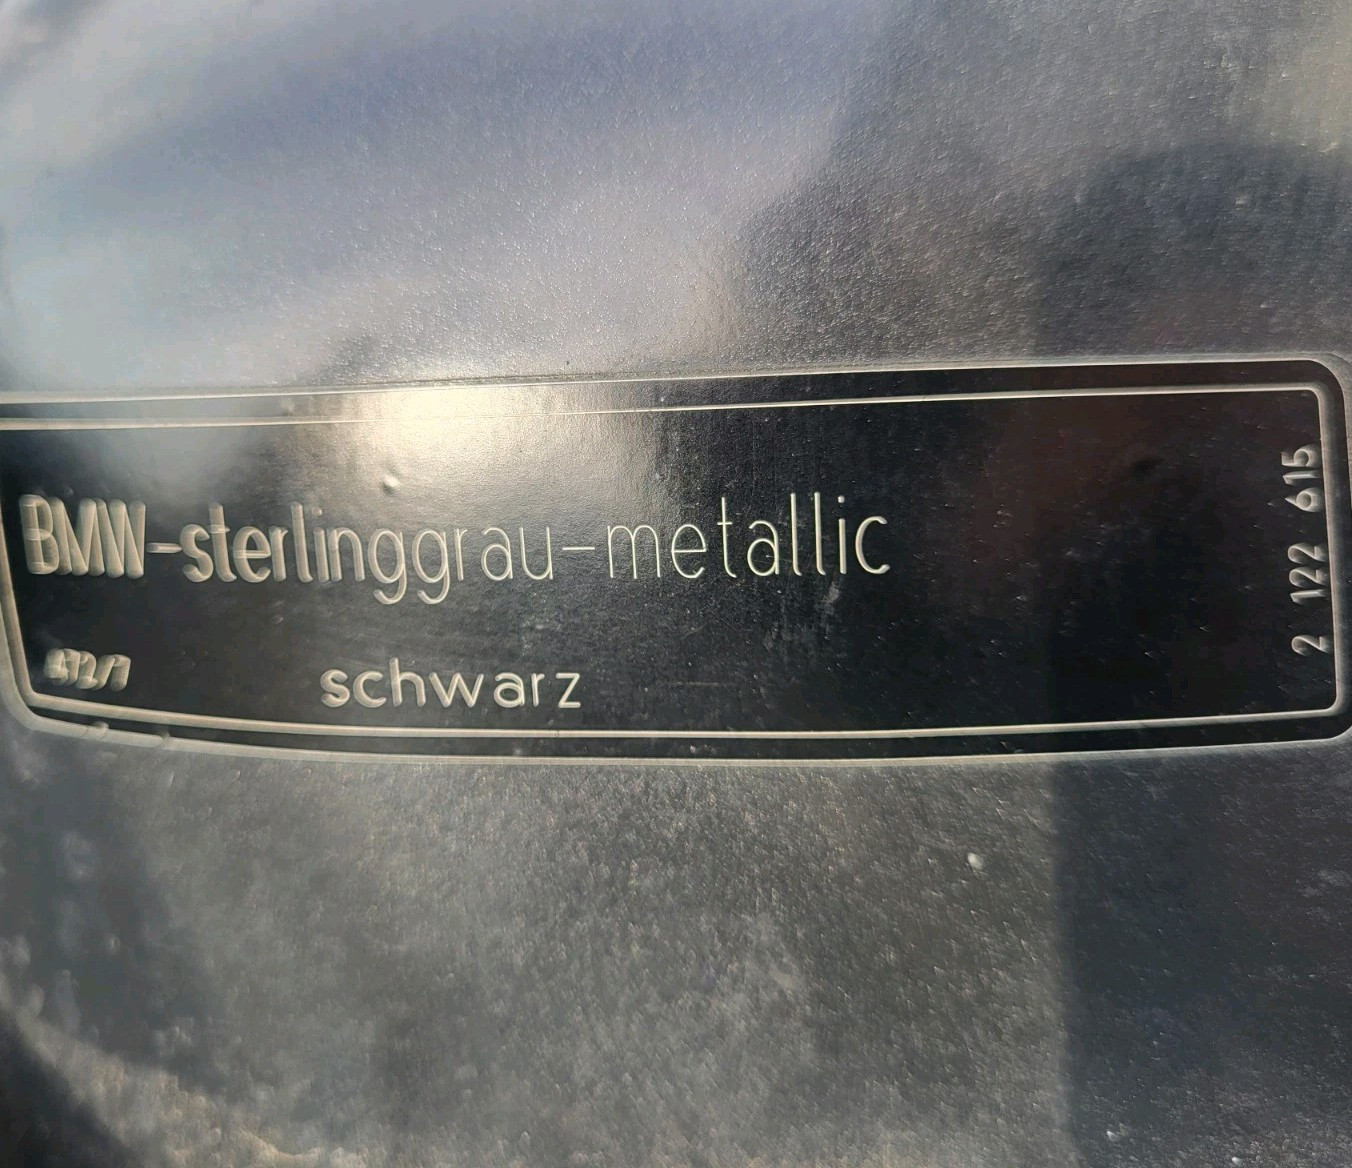 BMW-sterlinggrau-metallic
schwarz
2 122 615